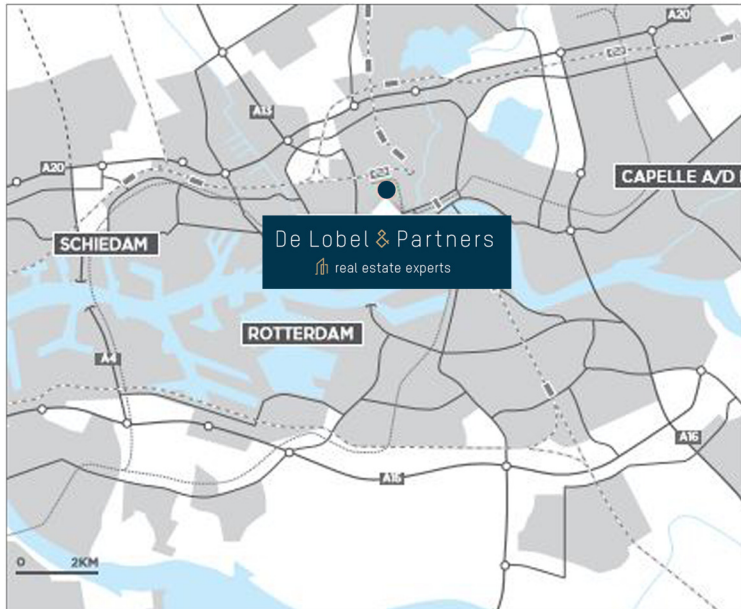 A20
A13
A20
CAPELLE A/D
SCHIEDAM
De Lobel & Partners
real estate experts
ROTTERDAM
A4
A16
A16
0 2KM